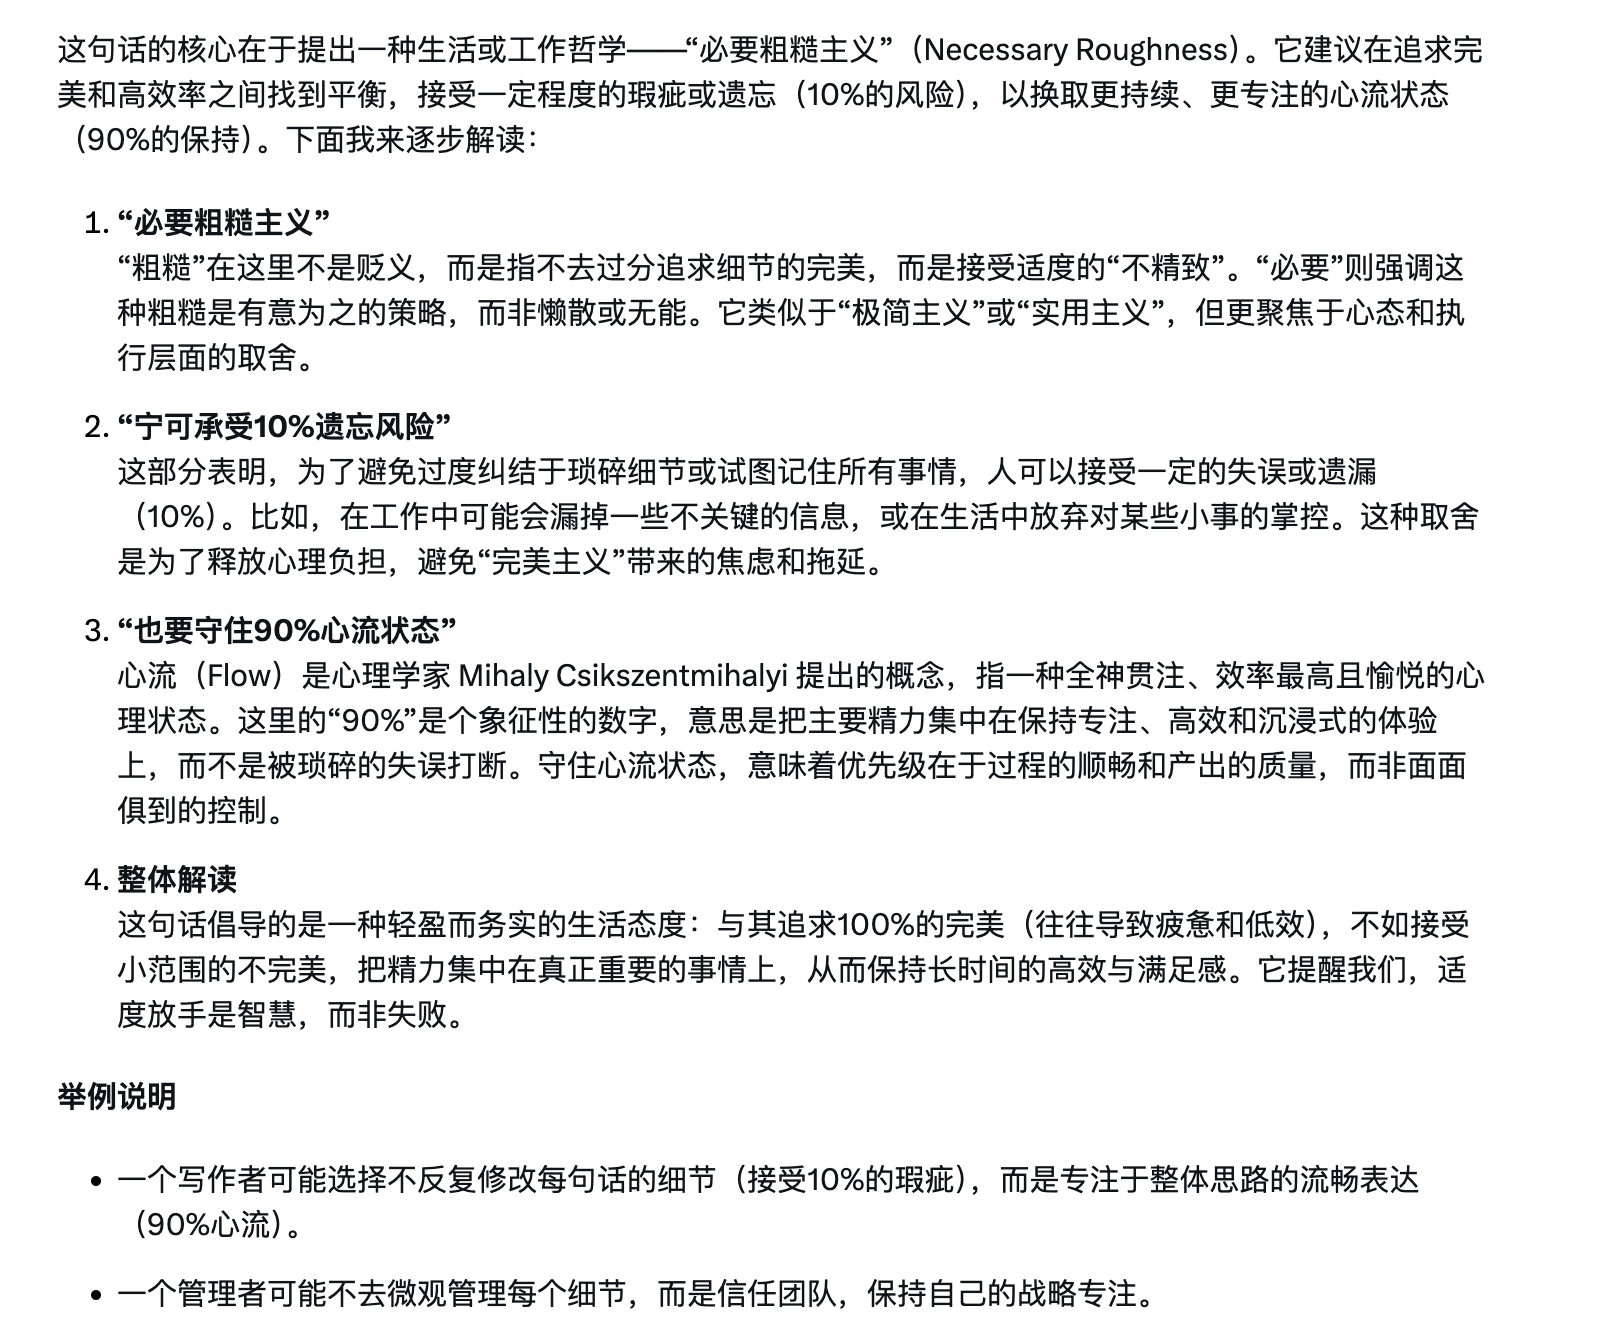 这句话的核心在于提出一种生活或工作哲学——“必要粗糙主义”（Necessary Roughness）。它建议在追求完
美和高效率之间找到平衡，接受一定程度的瑕疵或遗忘（10%的风险），以换取更持续、更专注的心流状态
（90%的保持）。下面我来逐步解读：
1. “必要粗糙主义”
“粗糙”在这里不是贬义，而是指不去过分追求细节的完美，而是接受适度的“不精致”。“必要”则强调这
种粗糙是有意为之的策略，而非懒散或无能。它类似于“极简主义”或“实用主义”，但更聚焦于心态和执
行层面的取舍。
2. “宁可承受10%遗忘风险”
这部分表明，为了避免过度纠结于琐碎细节或试图记住所有事情，人可以接受一定的失误或遗漏
（10%）。比如，在工作中可能会漏掉一些不关键的信息，或在生活中放弃对某些小事的掌控。这种取舍
是为了释放心理负担，避免“完美主义”带来的焦虑和拖延。
3. “也要守住90%心流状态”
心流（Flow）是心理学家 Mihaly Csikszentmihalyi 提出的概念，指一种全神贯注、效率最高且愉悦的心
理状态。这里的“90%”是个象征性的数字，意思是把主要精力集中在保持专注、高效和沉浸式的体验
上，而不是被琐碎的失误打断。守住心流状态，意味着优先级在于过程的顺畅和产出的质量，而非面面
俱到的控制。
4. 整体解读
这句话倡导的是一种轻盈而务实的生活态度：与其追求100%的完美（往往导致疲惫和低效），不如接受
小范围的不完美，把精力集中在真正重要的事情上，从而保持长时间的高效与满足感。它提醒我们，适
度放手是智慧，而非失败。
举例说明
• 一个写作者可能选择不反复修改每句话的细节（接受10%的瑕疵），而是专注于整体思路的流畅表达
（90%心流）。
• 一个管理者可能不去微观管理每个细节，而是信任团队，保持自己的战略专注。